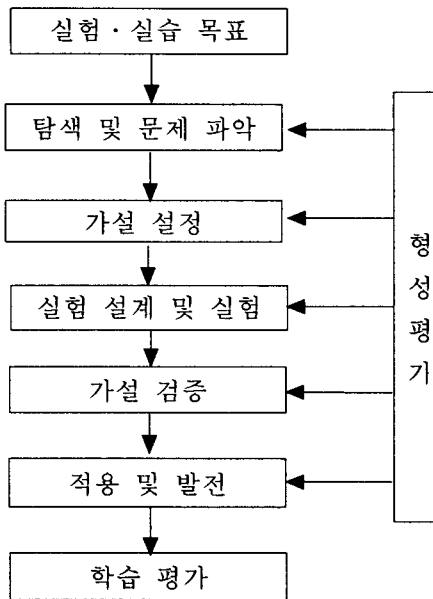 실험·실습 목표
탐색 및 문제 파악
가설 설정
실험 설계 및 실험
가설 검증
적용 및 발전
학습 평가
형
성
평
가